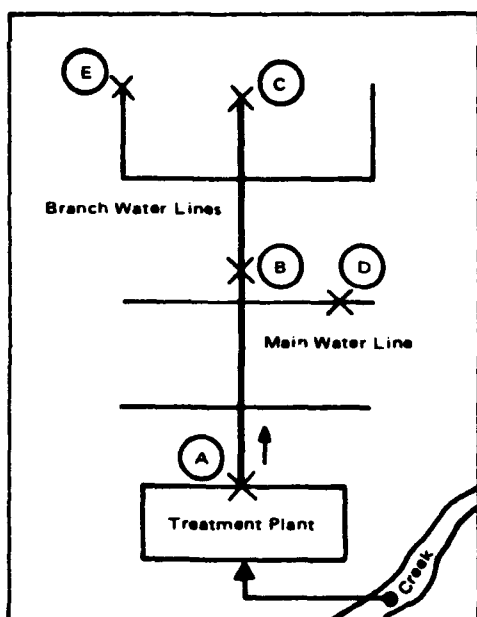 E
C
Branch Water Lines
B
D
Main Water Line
A
Treatment Plant
Creek